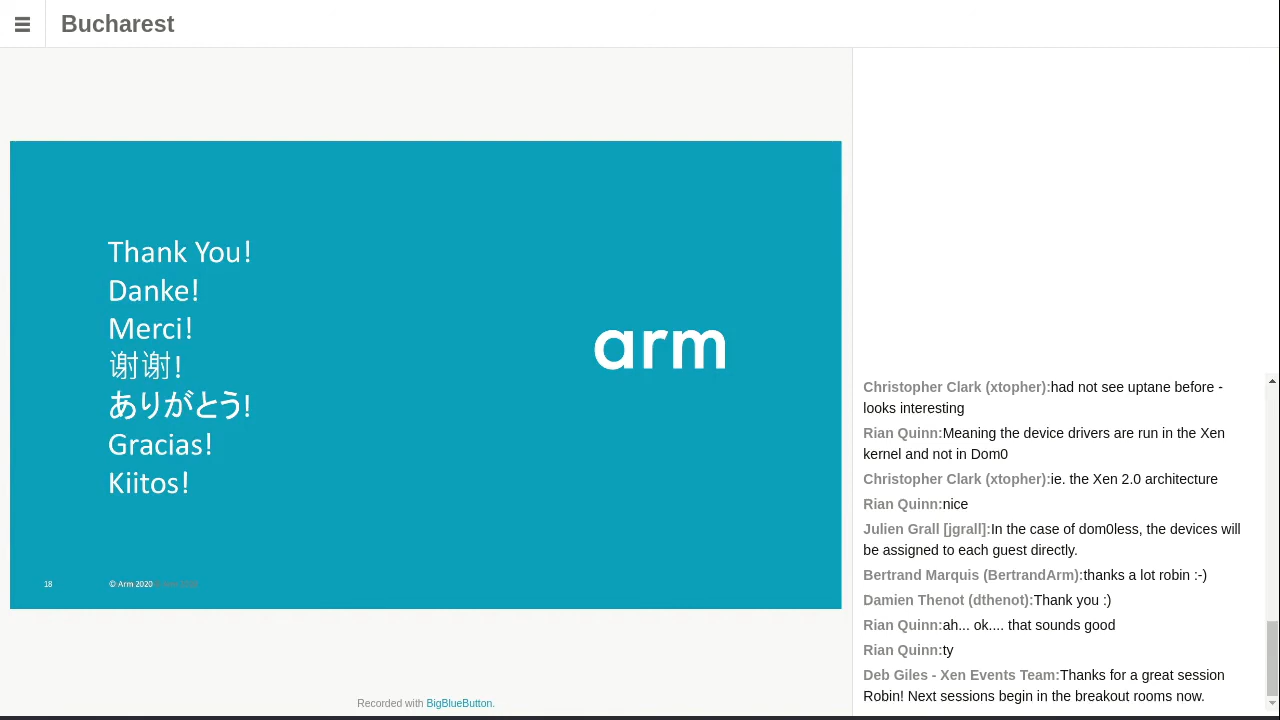 Bucharest
Thank You!
Danke!
Merci!
谢谢!
ありがとう!
Gracias!
Kiitos!
arm
18
© Arm 2020
Recorded with BigBlueButton.
Christopher Clark (xtopher):had not see uptane before -
looks interesting
Rian Quinn:Meaning the device drivers are run in the Xen
kernel and not in Dom0
Christopher Clark (xtopher):ie. the Xen 2.0 architecture
Rian Quinn:nice
Julien Grall [jgrall]:In the case of dom0less, the devices will
be assigned to each guest directly.
Bertrand Marquis (BertrandArm):thanks a lot robin :-)
Damien Thenot (dthenot):Thank you :)
Rian Quinn:ah... ok.... that sounds good
Rian Quinn:ty
Deb Giles - Xen Events Team:Thanks for a great session
Robin! Next sessions begin in the breakout rooms now.